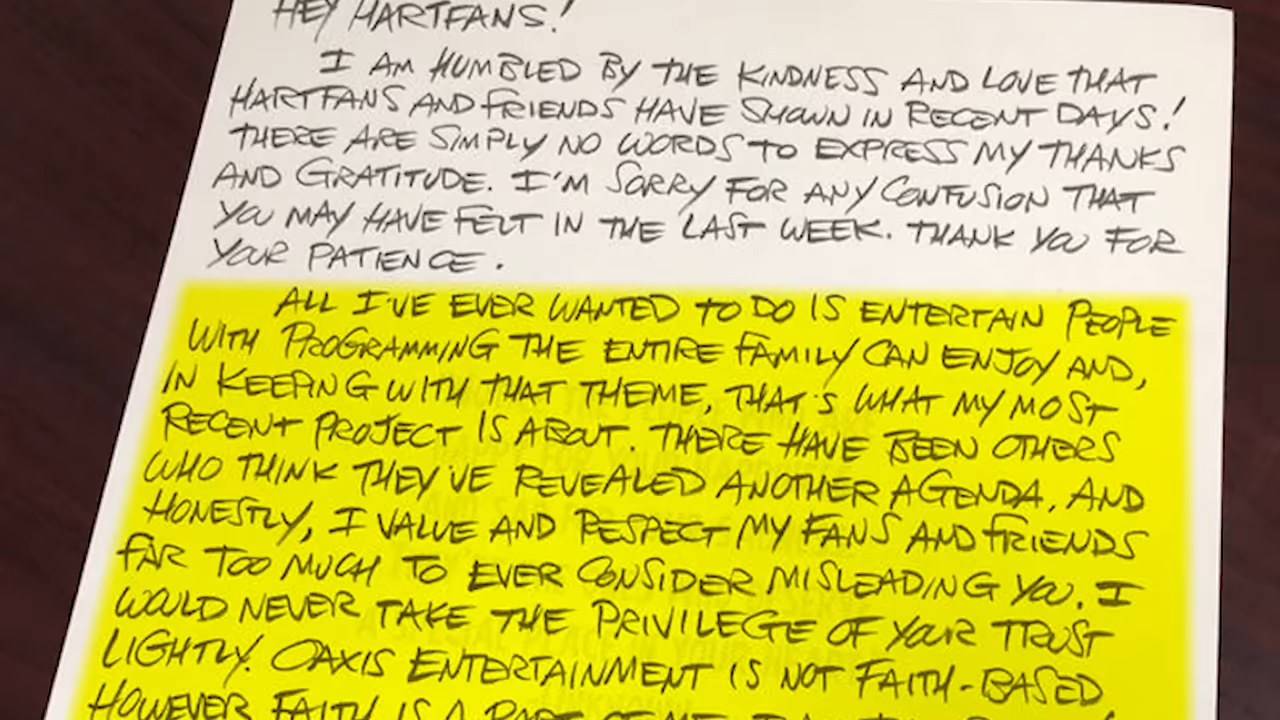 HEY HARTFANS!
I AM HUMBLED BY THE KINDNESS AND LOVE THAT
HARTFANS AND FRIENDS HAVE SHOWN IN RECENT DAYS!
THERE ARE SIMPLY NO WORDS TO EXPRESS MY THANKS
AND GRATITUDE. I'M SORRY FOR ANY CONFUSION THAT
YOU MAY HAVE FELT IN THE LAST WEEK. THANK YOU FOR
YOUR PATIENCE.
ALL I'VE EVER WANTED TO DO IS ENTERTAIN PEOPLE
WITH PROGRAMMING THE ENTIRE FAMILY CAN ENJOY AND,
IN KEEPING WITH THAT THEME, THAT'S WHAT MY MOST
RECENT PROJECT IS ABOUT. THERE HAVE BEEN OTHERS
WHO THINK THEY'VE REVEALED ANOTHER AGENDA, AND
HONESTLY, I VALUE AND RESPECT MY FANS AND FRIENDS
FAR TOO MUCH TO EVER CONSIDER MISLEADING YOU. I
WOULD NEVER TAKE THE PRIVILEGE OF YOUR TRUST
LIGHTLY. OAXIS ENTERTAINMENT IS NOT FAITH-BASED,
HOWEVER FAITH IS A PART OF ME